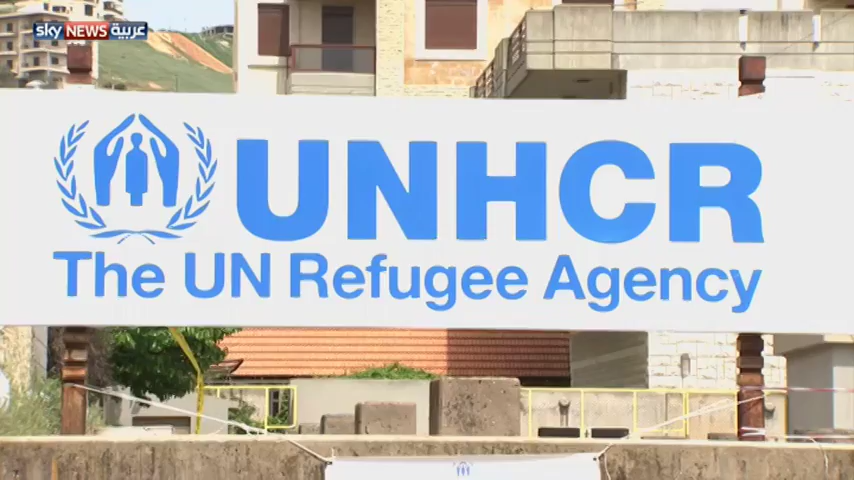 sky NEWS عربية
UNHCR
The UN Refugee Agency